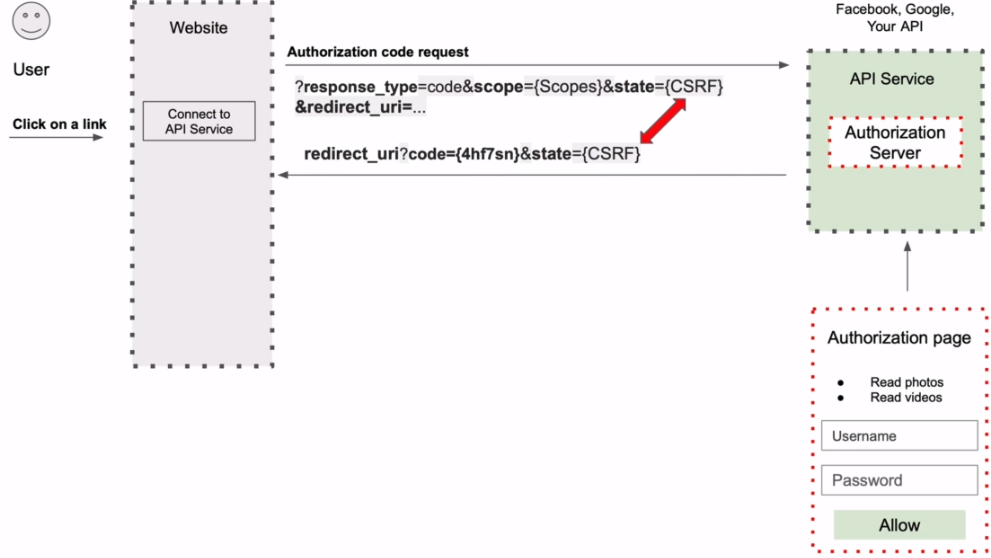 User
Click on a link
Website
Connect to
API Service
Authorization code request
?response_type=code&scope={Scopes}&state={CSRF}
&redirect_uri=...
redirect_uri?code={4hf7sn}&state={CSRF}
Facebook, Google,
Your API
API Service
Authorization
Server
Authorization page
● Read photos
● Read videos
Username
Password
Allow